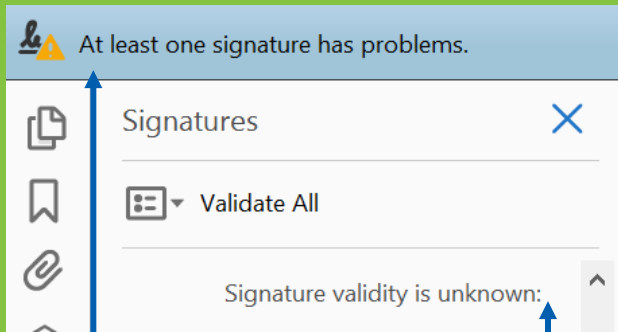 At least one signature has problems.
Signatures
Validate All
Signature validity is unknown: